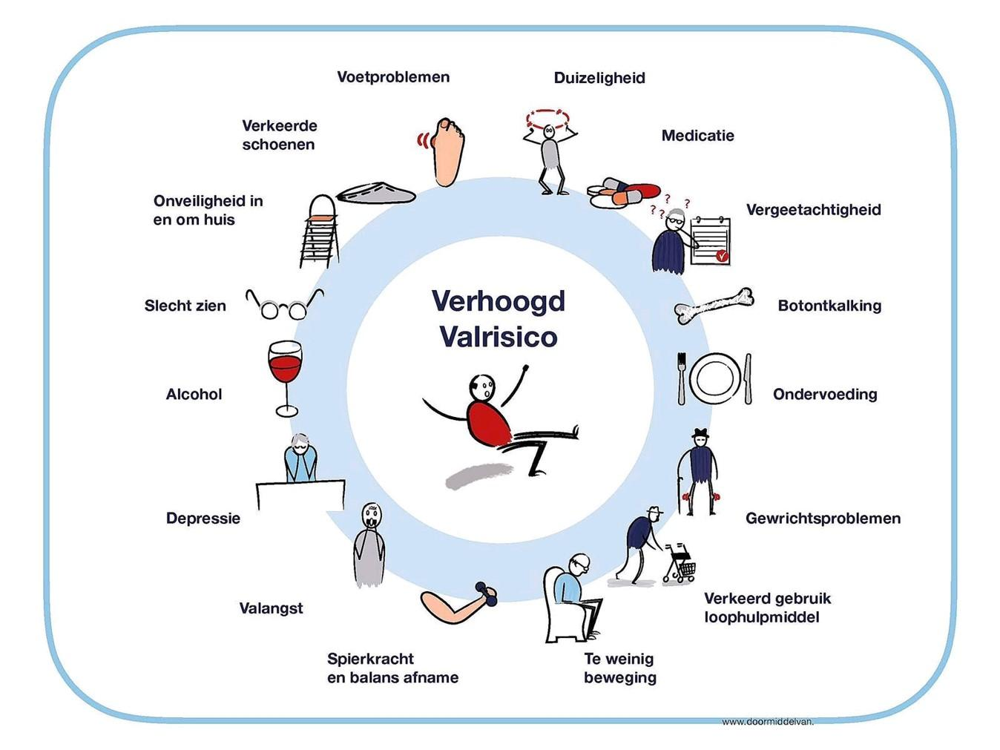 Voetproblemen
Duizeligheid
Verkeerde
schoenen
Medicatie
Onveiligheid in
en om huis
Vergeetachtigheid
? ? ? ?
Verhoogd
Valrisico
Slecht zien
Botontkalking
Alcohol
Ondervoeding
Depressie
Gewrichtsproblemen
Valangst
Verkeerd gebruik
loophulpmiddel
Spierkracht
en balans afname
Te weinig
beweging
www.doormiddelvan.